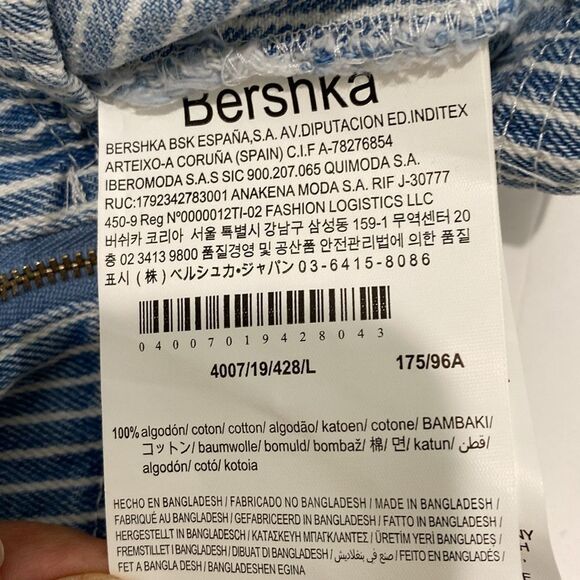 Bershka
BERSHKA BSK ESPAÑA,S.A. AV.DIPUTACION ED.INDITEX
ARTEIXO-A CORUÑA (SPAIN) C.I.F A-78276854
IBEROMODA S.A.S SIC 900.207.065 QUIMODA S.A.
RUC:1792342783001 ANAKENA MODA S.A. RIF J-30777
450-9 Reg Nº0000012TI-02 FASHION LOGISTICS LLC
버쉬카 코리아 서울 특별시 강남구 삼성동 159-1 무역센터 20
층 02 3413 9800 품질경영 및 공산품 안전관리법에 의한 품질
표시 (株) ベルシュカ・ジャパン 03-6415-8086
04007019428043
4007/19/428/L 175/96A
100% algodón/ coton/ cotton/ algodão/ katoen/ cotone/ ΒΑΜΒΑΚΙ/
コットン/ baumwolle/ bomuld/ bombaž/ 棉/ 면/ katun/ قطن/
algodón/ cotó/ kotoia
HECHO EN BANGLADESH / FABRICADO NO BANGLADESH / MADE IN BANGLADESH /
FABRIQUÉ AU BANGLADESH / GEFABRICEERD IN BANGLADESH / FATTO IN BANGLADESH /
HERGESTELLT IN BANGLADESCH / ΚΑΤΑΣΚΕΥΗ ΜΠΑΓΚΛΑΝΤΕΣ / ÜRETİM YERİ BANGLADEŞ /
FREMSTILLET I BANGLADESH / DIBUAT DI BANGLADESH / صنع في بنغلاديش / FEITO EN BANGLADÉS /
FET A BANGLA DESH / BANGLADESHEN EGINA